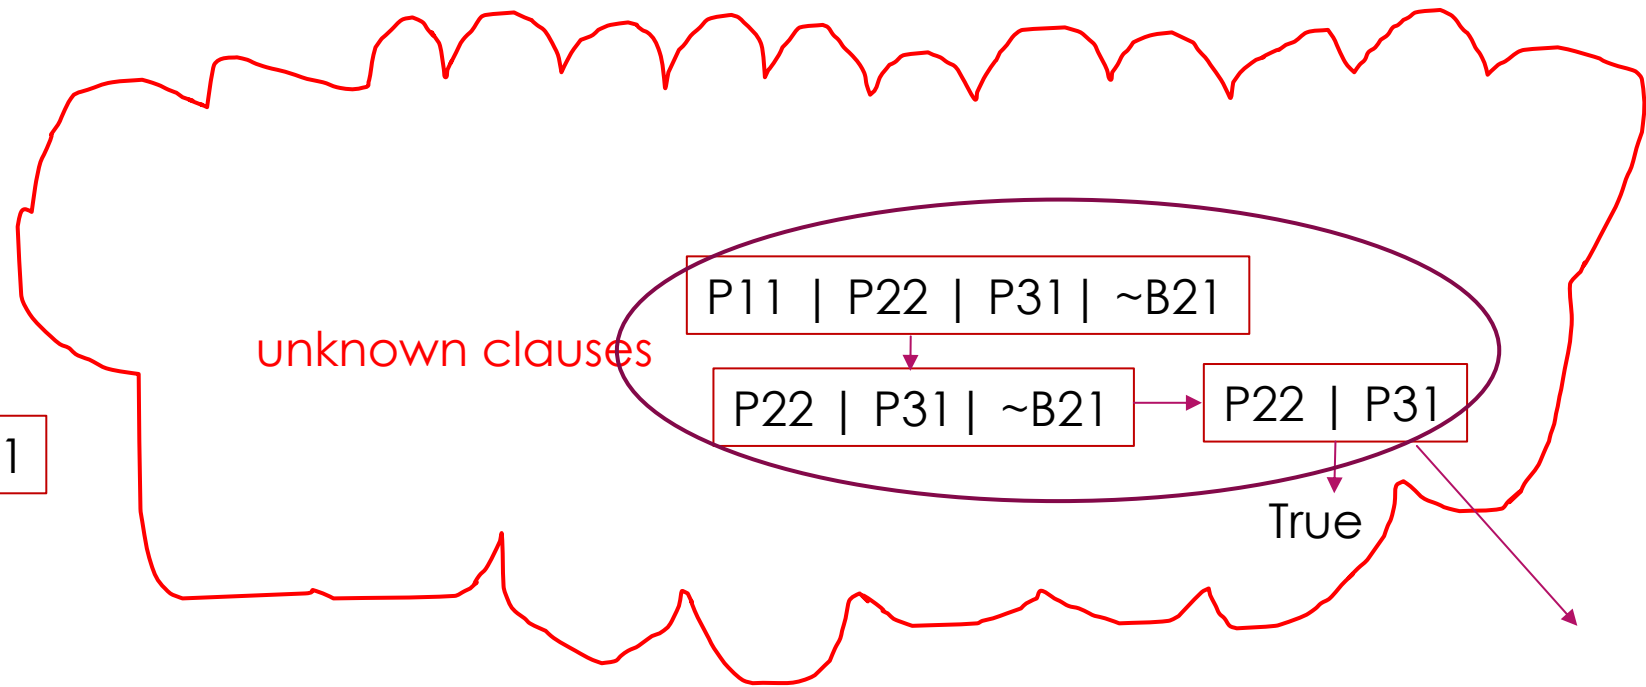 P11 | P22 | P31 | ~B21
unknown clauses
P22 | P31 | ~B21
P22 | P31
1
True